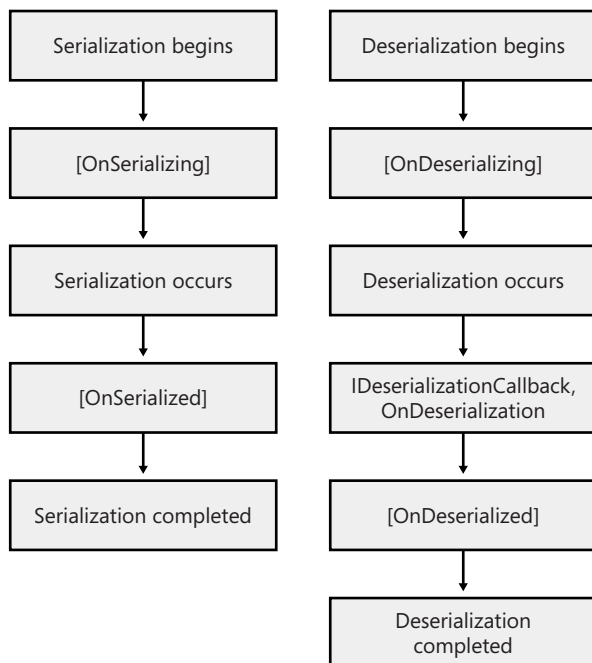 Serialization begins
[OnSerializing]
Serialization occurs
[OnSerialized]
Serialization completed
Deserialization begins
[OnDeserializing]
Deserialization occurs
IDeserializationCallback,
OnDeserialization
[OnDeserialized]
Deserialization
completed